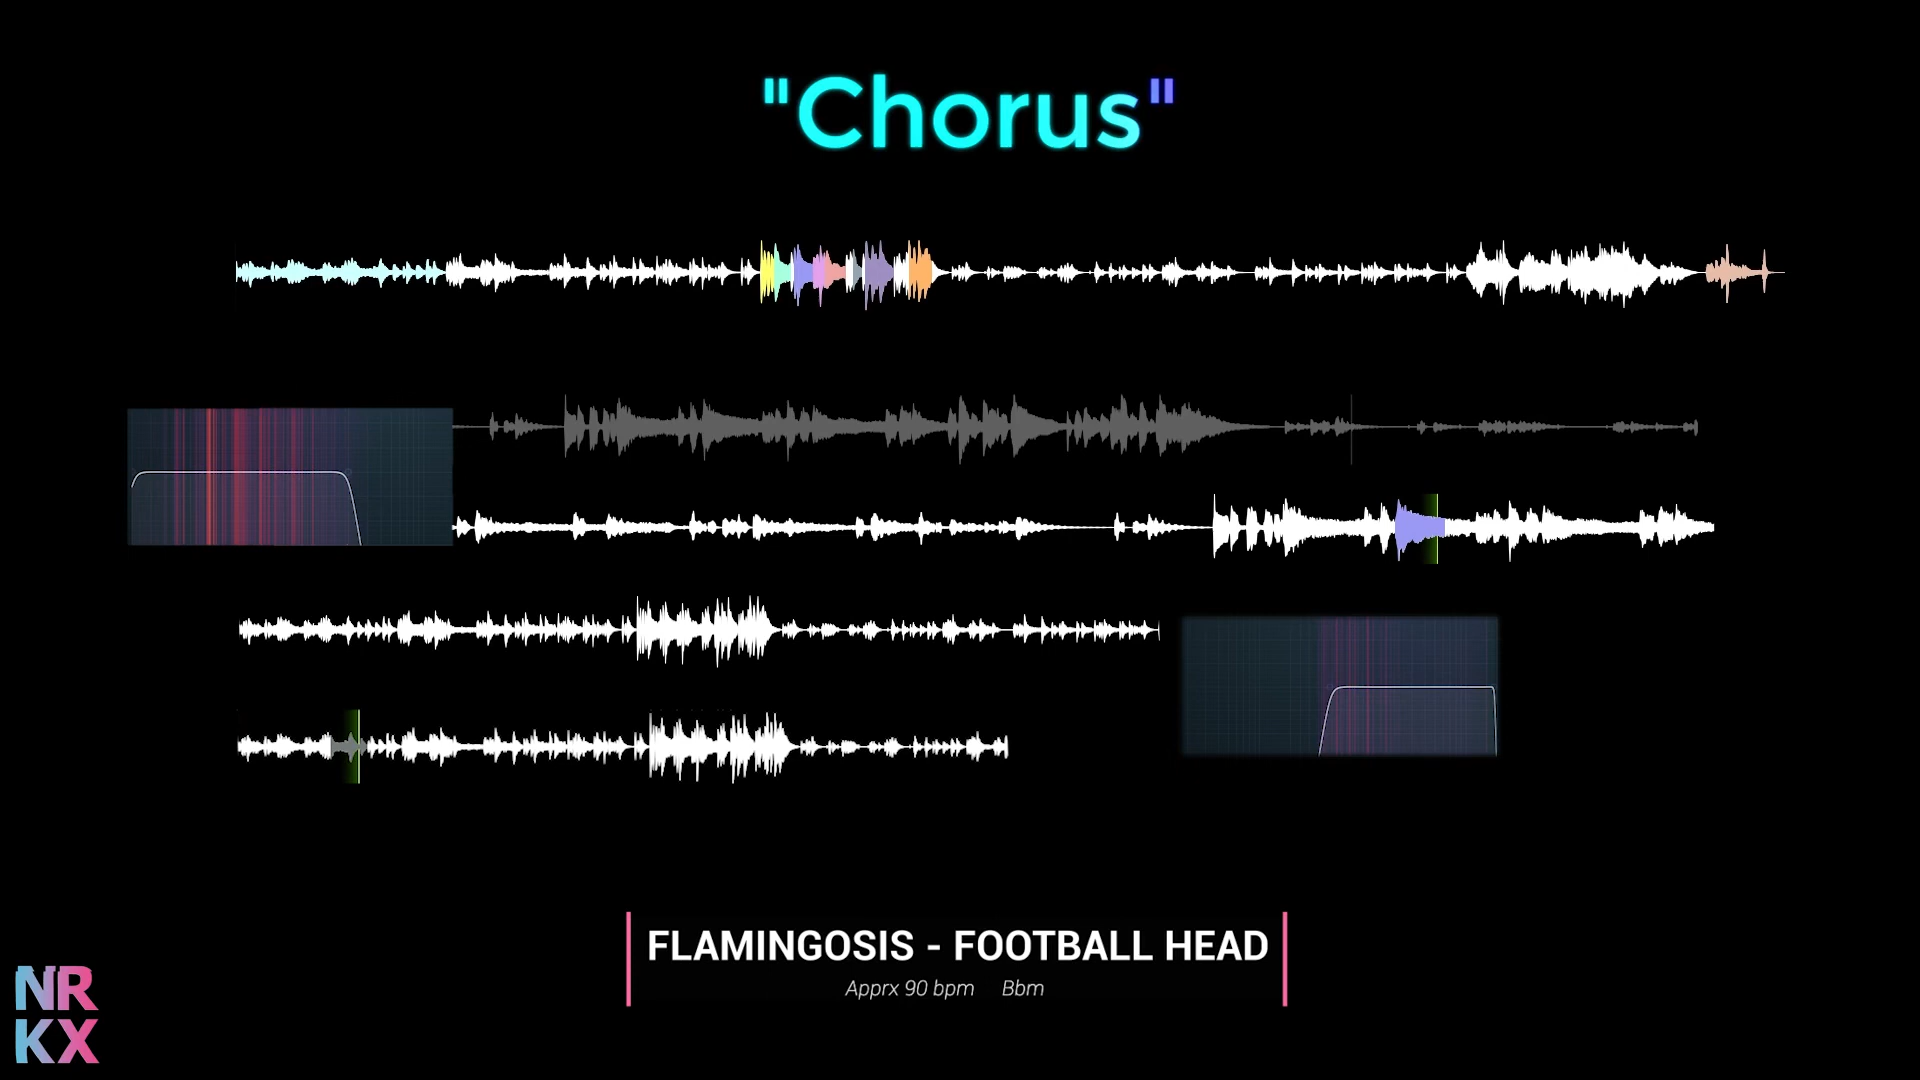 "Chorus"
FLAMINGOSIS - FOOTBALL HEAD
Apprx 90 bpm Bbm
NR
KX